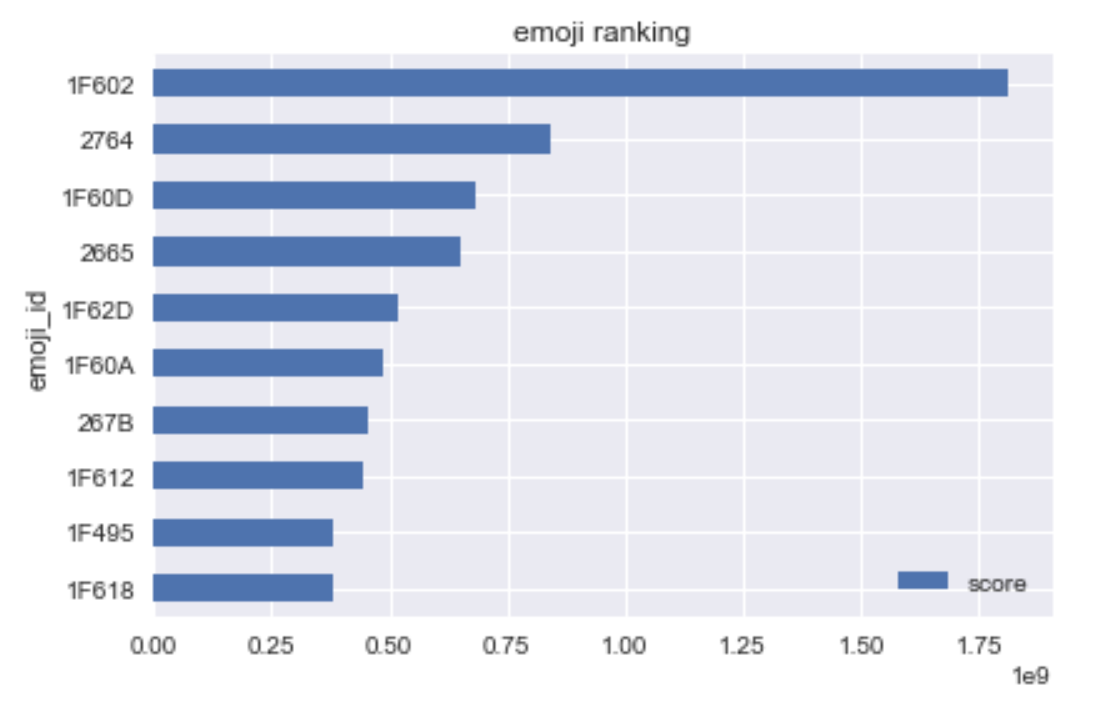 emoji ranking
emoji_id
1F602
2764
1F60D
2665
1F62D
1F60A
267B
1F612
1F495
1F618
score
0.00 0.25 0.50 0.75 1.00 1.25 1.50 1.75
1e9